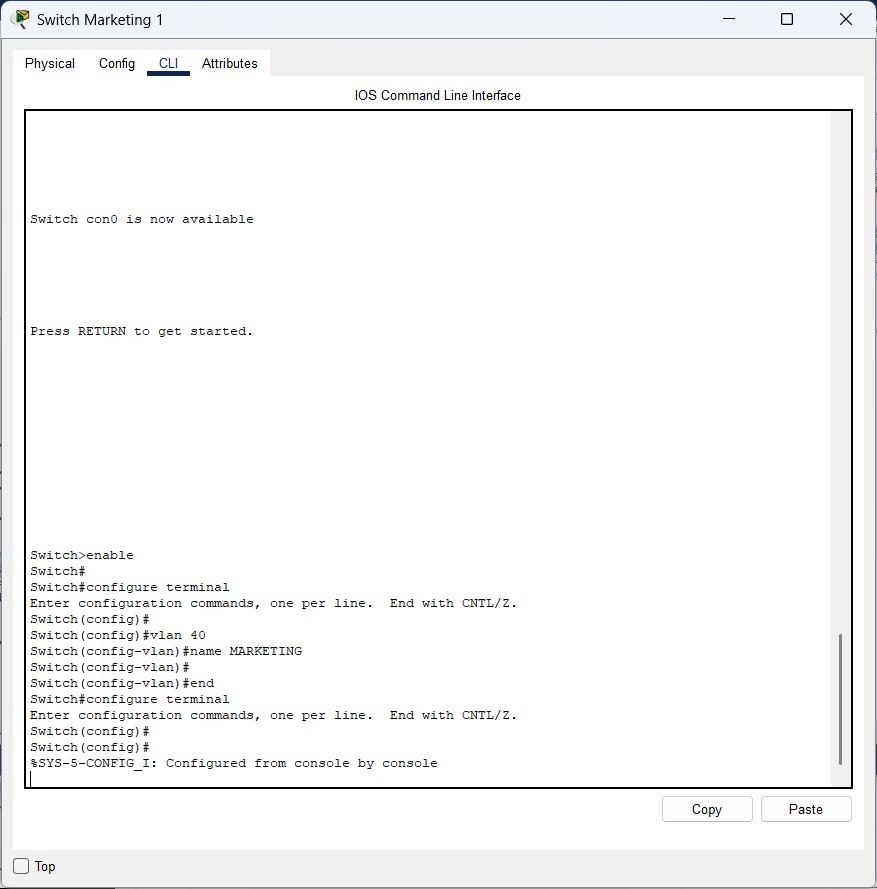 Switch Marketing 1
Physical Config CLI Attributes
IOS Command Line Interface
Switch con0 is now available
Press RETURN to get started.
Switch>enable
Switch#
Switch#configure terminal
Enter configuration commands, one per line.  End with CNTL/Z.
Switch(config)#
Switch(config)#vlan 40
Switch(config-vlan)#name MARKETING
Switch(config-vlan)#
Switch(config-vlan)#end
Switch#configure terminal
Enter configuration commands, one per line.  End with CNTL/Z.
Switch(config)#
Switch(config)#
%SYS-5-CONFIG_I: Configured from console by console
Copy Paste
Top